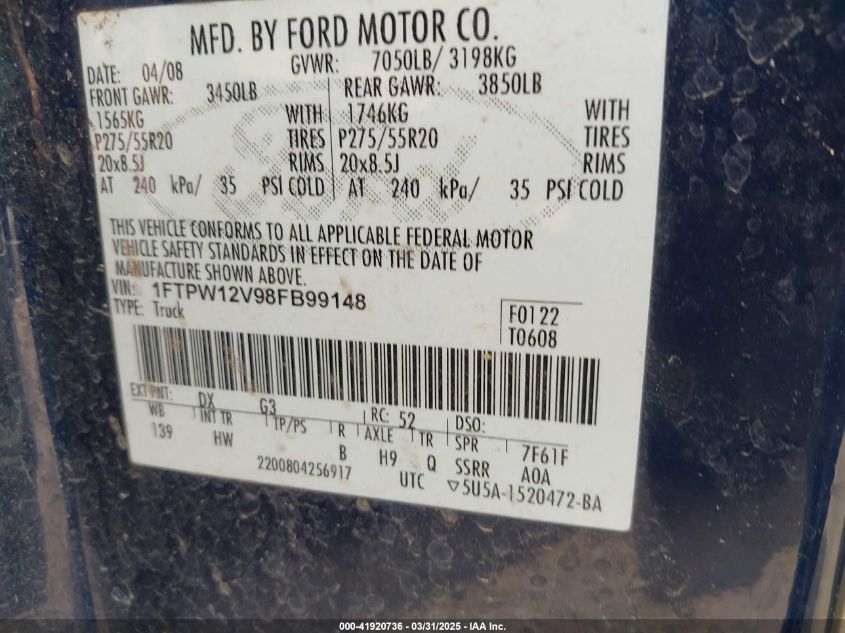 MFD. BY FORD MOTOR CO.
DATE: 04/08 GVWR: 7050LB/ 3198KG
FRONT GAWR: 3450LB REAR GAWR: 3850LB
1565KG WITH 1746KG WITH
P275/55R20 TIRES P275/55R20 TIRES
20x8.5J RIMS 20x8.5J RIMS
AT 240 kPa/ 35 PSI COLD AT 240 kPa/ 35 PSI COLD
THIS VEHICLE CONFORMS TO ALL APPLICABLE FEDERAL MOTOR
VEHICLE SAFETY STANDARDS IN EFFECT ON THE DATE OF
MANUFACTURE SHOWN ABOVE.
VIN: 1FTPW12V98FB99148
TYPE: Truck
F0122
T0608
EXT PNT: DX G3 RC: 52 DSO:
WB INT TR TP/PS R AXLE TR SPR 7F61F
139 HW B H9 Q SSRR A0A
2200804256917 UTC ▽5U5A-1520472-BA
000-41920736 - 03/31/2025 - IAA Inc.